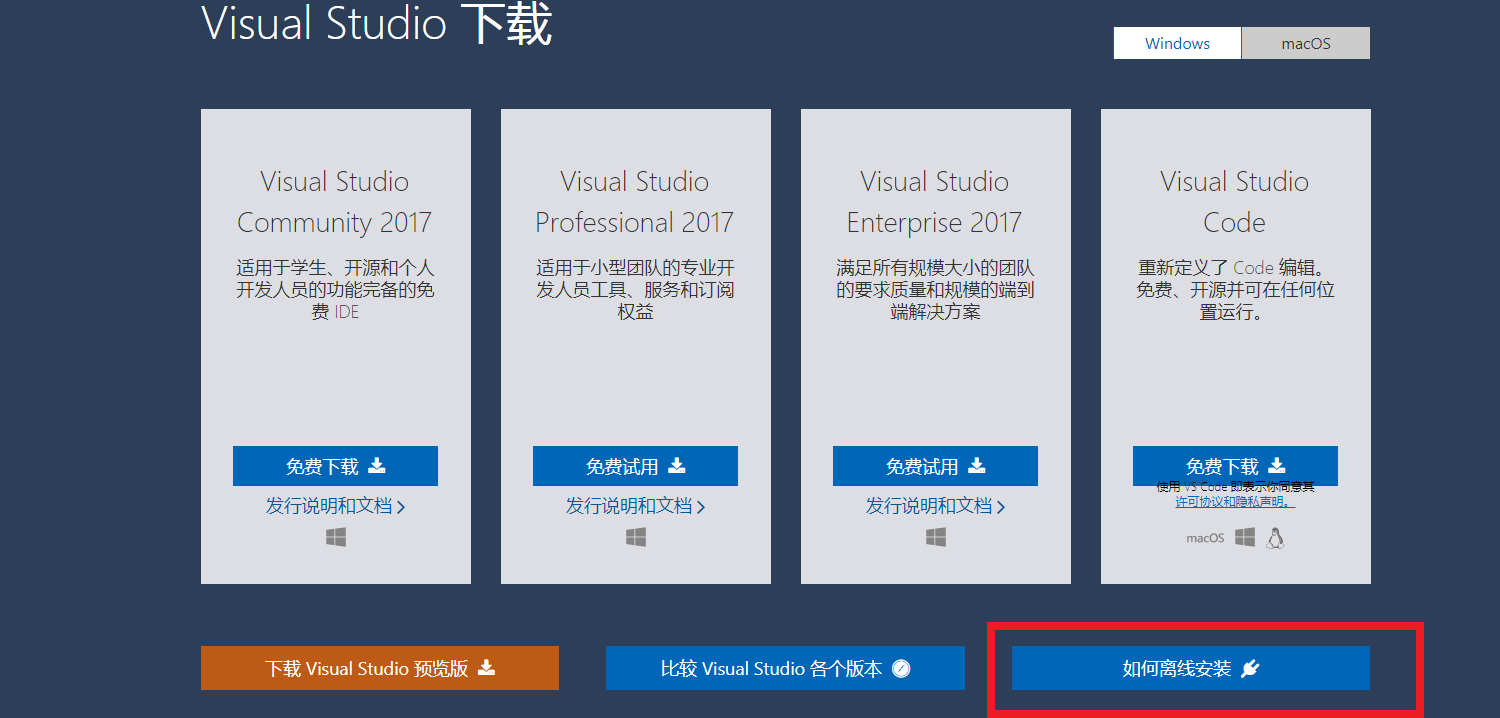 Visual Studio 下载
Windows
macOS
Visual Studio
Community 2017
适用于学生、开源和个人
开发人员的功能完备的免
费 IDE
免费下载
发行说明和文档
Visual Studio
Professional 2017
适用于小型团队的专业开
发人员工具、服务和订阅
权益
免费试用
发行说明和文档
Visual Studio
Enterprise 2017
满足所有规模大小的团队
的要求质量和规模的端到
端解决方案
免费试用
发行说明和文档
Visual Studio
Code
重新定义了 Code 编辑。
免费、开源并可在任何位
置运行。
免费下载
使用 VS Code 即表示你同意其
许可协议和隐私声明。
macOS
下载 Visual Studio 预览版
比较 Visual Studio 各个版本
如何离线安装